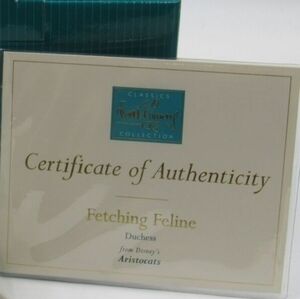 CLASSICS
Walt Disney
COLLECTION
Certificate of Authenticity
Fetching Feline
Duchess
from Disney's
Aristocats